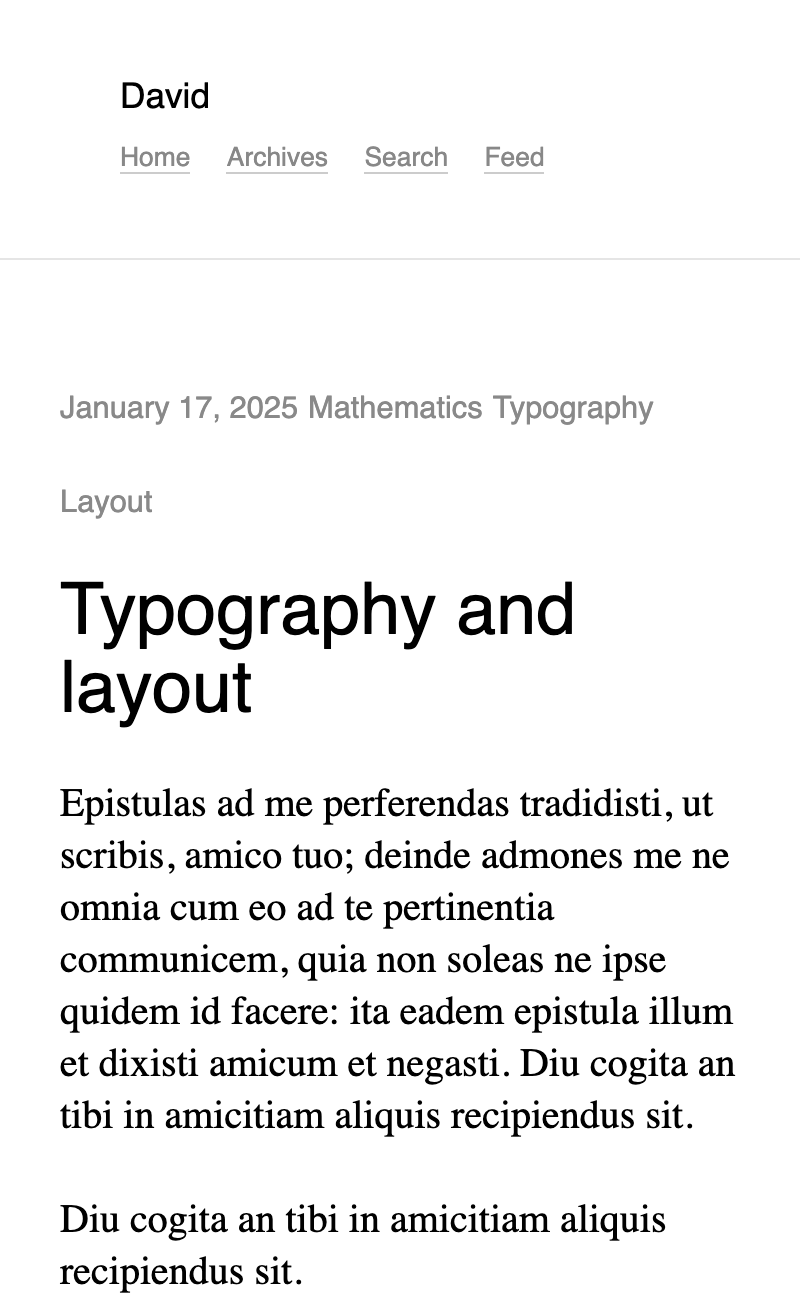 David
Home Archives Search Feed
January 17, 2025 Mathematics Typography
Layout
Typography and
layout
Epistulas ad me perferendas tradidisti, ut
scribis, amico tuo; deinde admones me ne
omnia cum eo ad te pertinentia
communicem, quia non soleas ne ipse
quidem id facere: ita eadem epistula illum
et dixisti amicum et negasti. Diu cogita an
tibi in amicitiam aliquis recipiendus sit.
Diu cogita an tibi in amicitiam aliquis
recipiendus sit.